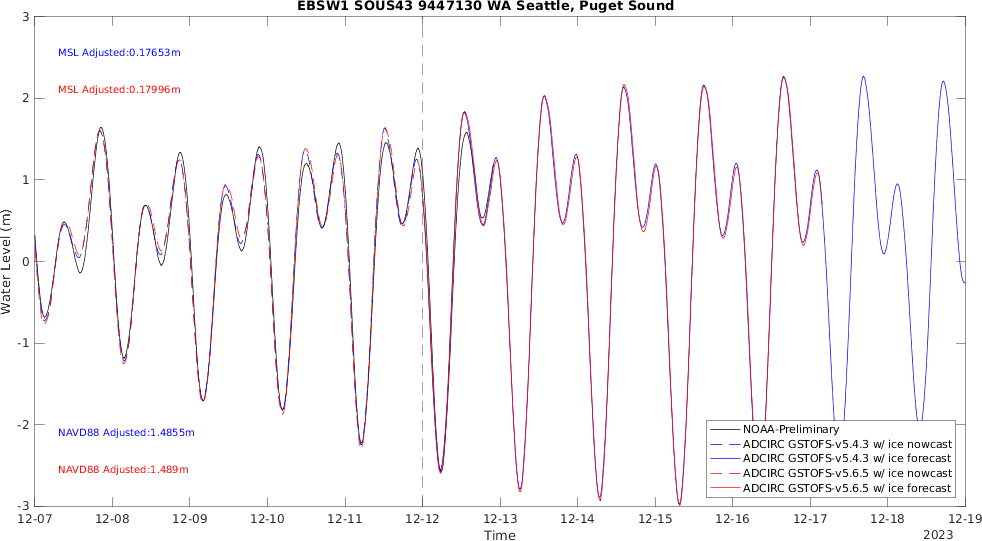 EBSW1 SOUS43 9447130 WA Seattle, Puget Sound
3
2
1
0
-1
-2
-3
Water Level (m)
MSL Adjusted:0.17653m
MSL Adjusted:0.17996m
NAVD88 Adjusted:1.4855m
NAVD88 Adjusted:1.489m
NOAA-Preliminary
ADCIRC GSTOFS-v5.4.3 w/ ice nowcast
ADCIRC GSTOFS-v5.4.3 w/ ice forecast
ADCIRC GSTOFS-v5.6.5 w/ ice nowcast
ADCIRC GSTOFS-v5.6.5 w/ ice forecast
12-07 12-08 12-09 12-10 12-11 12-12 12-13 12-14 12-15 12-16 12-17 12-18 12-19
Time
2023